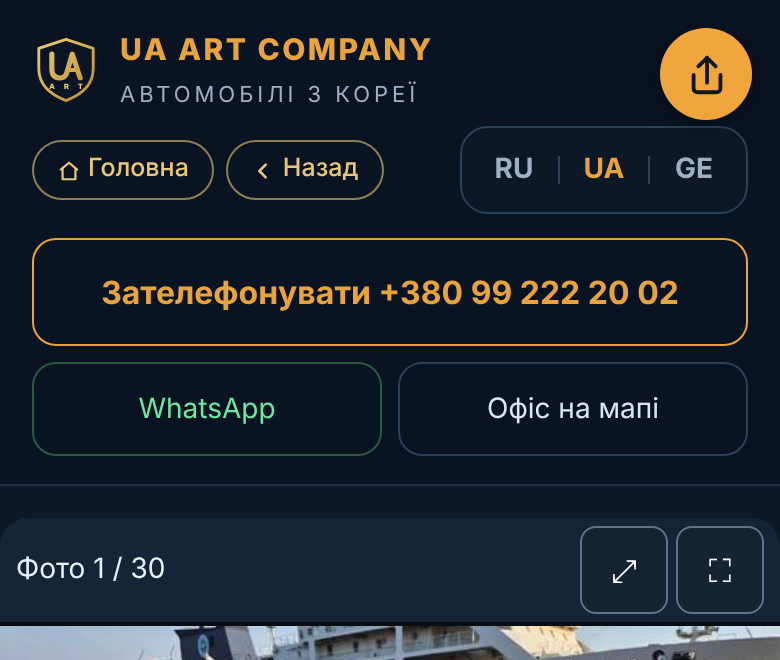 UA ART COMPANY
АВТОМОБІЛІ З КОРЕЇ
UA
ART
Головна
Назад
RU | UA | GE
Зателефонувати +380 99 222 20 02
WhatsApp
Офіс на мапі
Фото 1 / 30